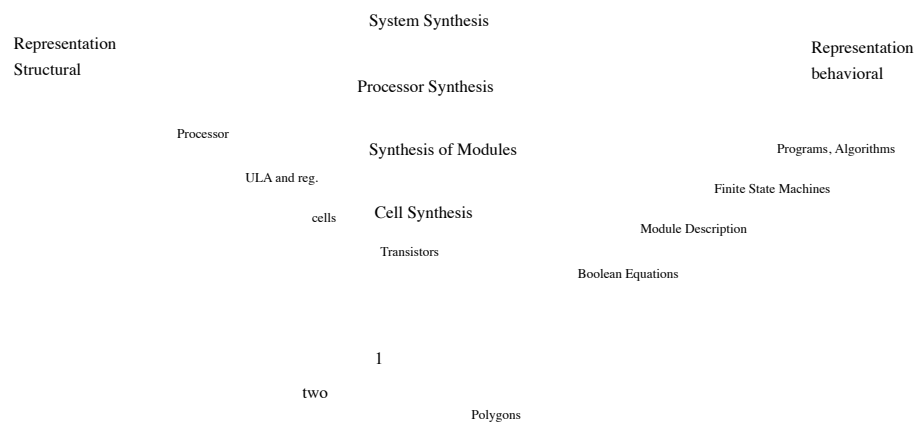 System Synthesis
Representation
Structural
Representation
behavioral
Processor Synthesis
Processor
Synthesis of Modules
Programs, Algorithms
ULA and reg.
Finite State Machines
cells
Cell Synthesis
Module Description
Transistors
Boolean Equations
1
two
Polygons